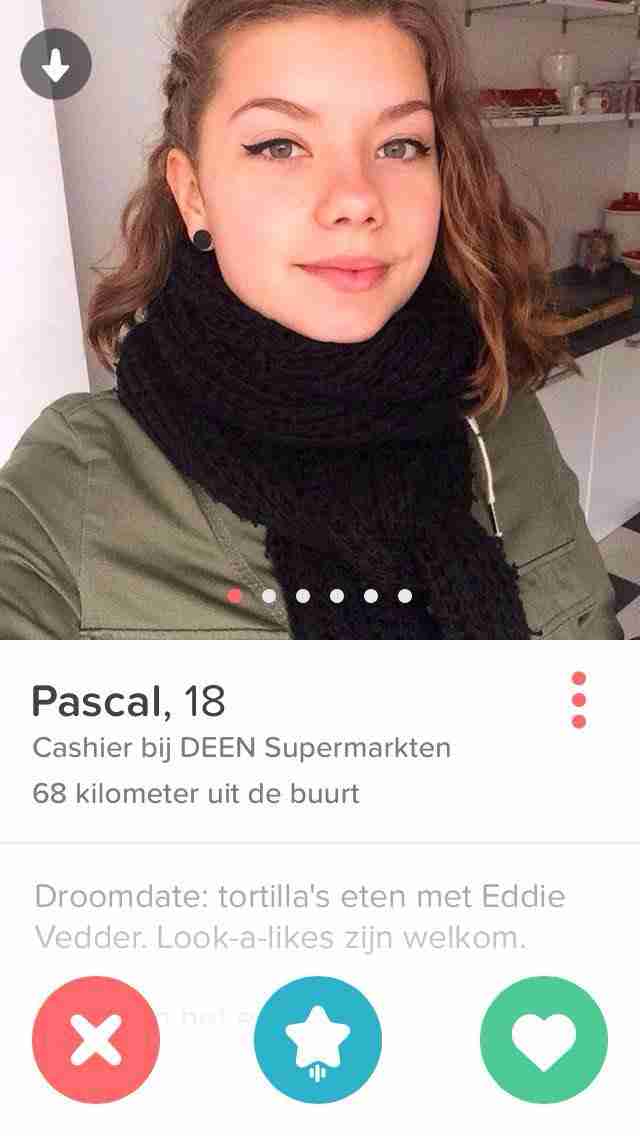 Pascal, 18
Cashier bij DEEN Supermarkten
68 kilometer uit de buurt
Droomdate: tortilla's eten met Eddie
Vedder. Look-a-likes zijn welkom.